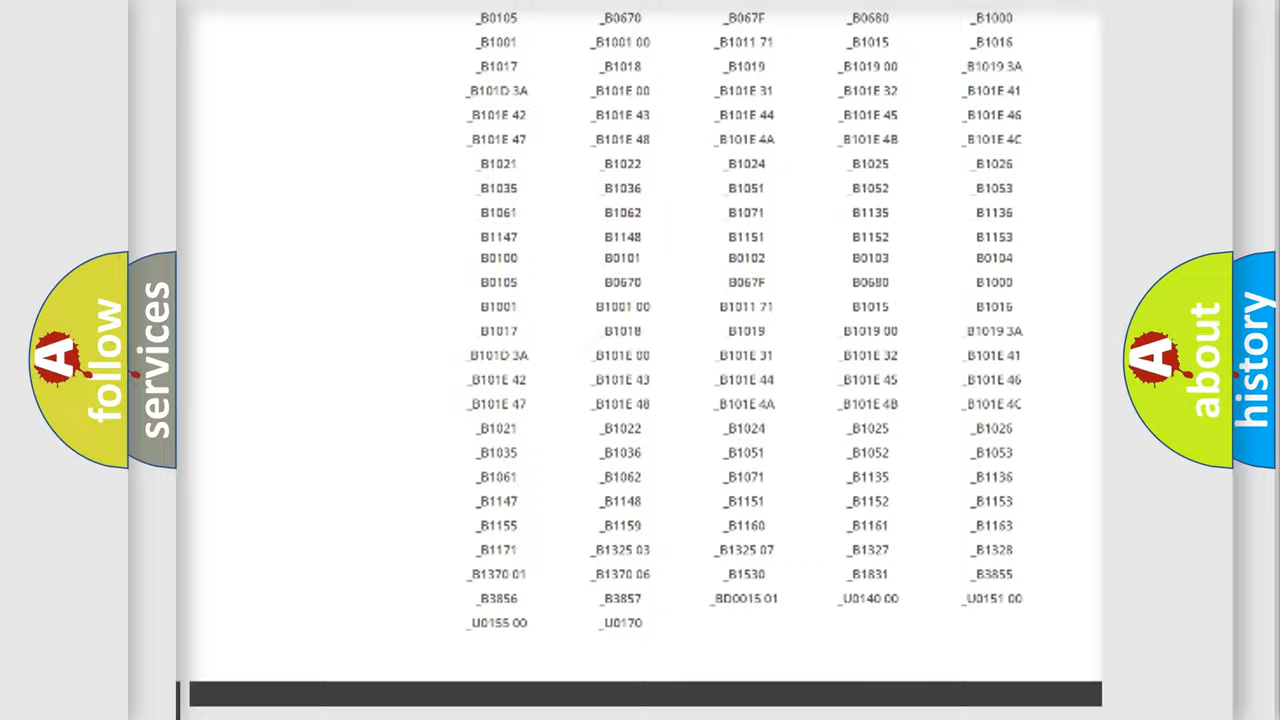 _B0105 _B0670 _B067F _B0680 _B1000
_B1001 _B1001 00 _B1011 71 _B1015 _B1016
_B1017 _B1018 _B1019 _B1019 00 _B1019 3A
_B101D 3A _B101E 00 _B101E 31 _B101E 32 _B101E 41
_B101E 42 _B101E 43 _B101E 44 _B101E 45 _B101E 46
_B101E 47 _B101E 48 _B101E 4A _B101E 4B _B101E 4C
_B1021 _B1022 _B1024 _B1025 _B1026
_B1035 _B1036 _B1051 _B1052 _B1053
B1061 B1062 B1071 B1135 B1136
B1147 B1148 B1151 B1152 B1153
B0100 B0101 B0102 B0103 B0104
B0105 B0670 B067F B0680 B1000
B1001 B1001 00 B1011 71 B1015 B1016
B1017 _B1018 _B1019 B1019 00 _B1019 3A
_B101D 3A _B101E 00 _B101E 31 _B101E 32 _B101E 41
_B101E 42 _B101E 43 _B101E 44 _B101E 45 _B101E 46
_B101E 47 _B101E 48 _B101E 4A _B101E 4B _B101E 4C
_B1021 _B1022 _B1024 _B1025 _B1026
_B1035 _B1036 _B1051 _B1052 _B1053
_B1061 _B1062 _B1071 _B1135 _B1136
_B1147 _B1148 _B1151 _B1152 _B1153
_B1155 _B1159 _B1160 _B1161 _B1163
_B1171 _B1325 03 _B1325 07 _B1327 _B1328
_B1370 01 _B1370 06 _B1530 _B1831 _B3855
_B3856 _B3857 _BD0015 01 _U0140 00 _U0151 00
_U0155 00 _U0170
A follow
services
A about
history